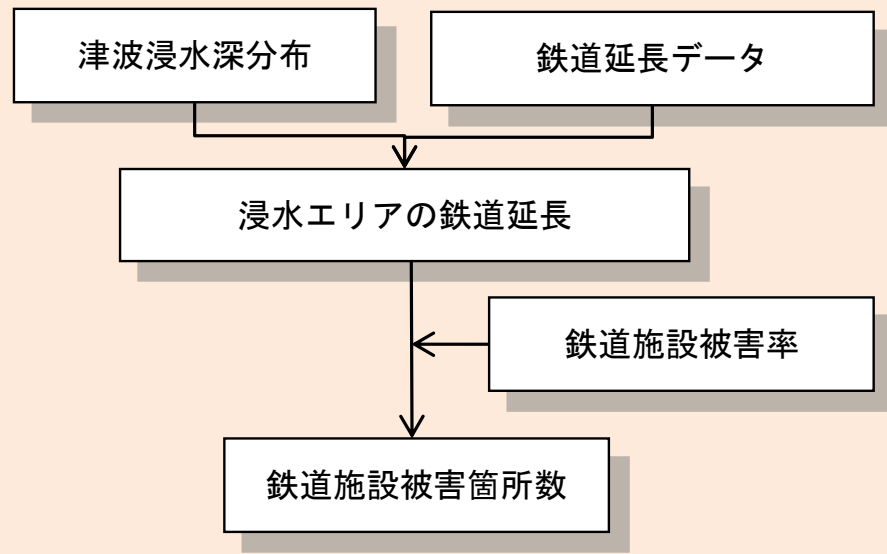 津波浸水深分布
鉄道延長データ
浸水エリアの鉄道延長
鉄道施設被害率
鉄道施設被害箇所数